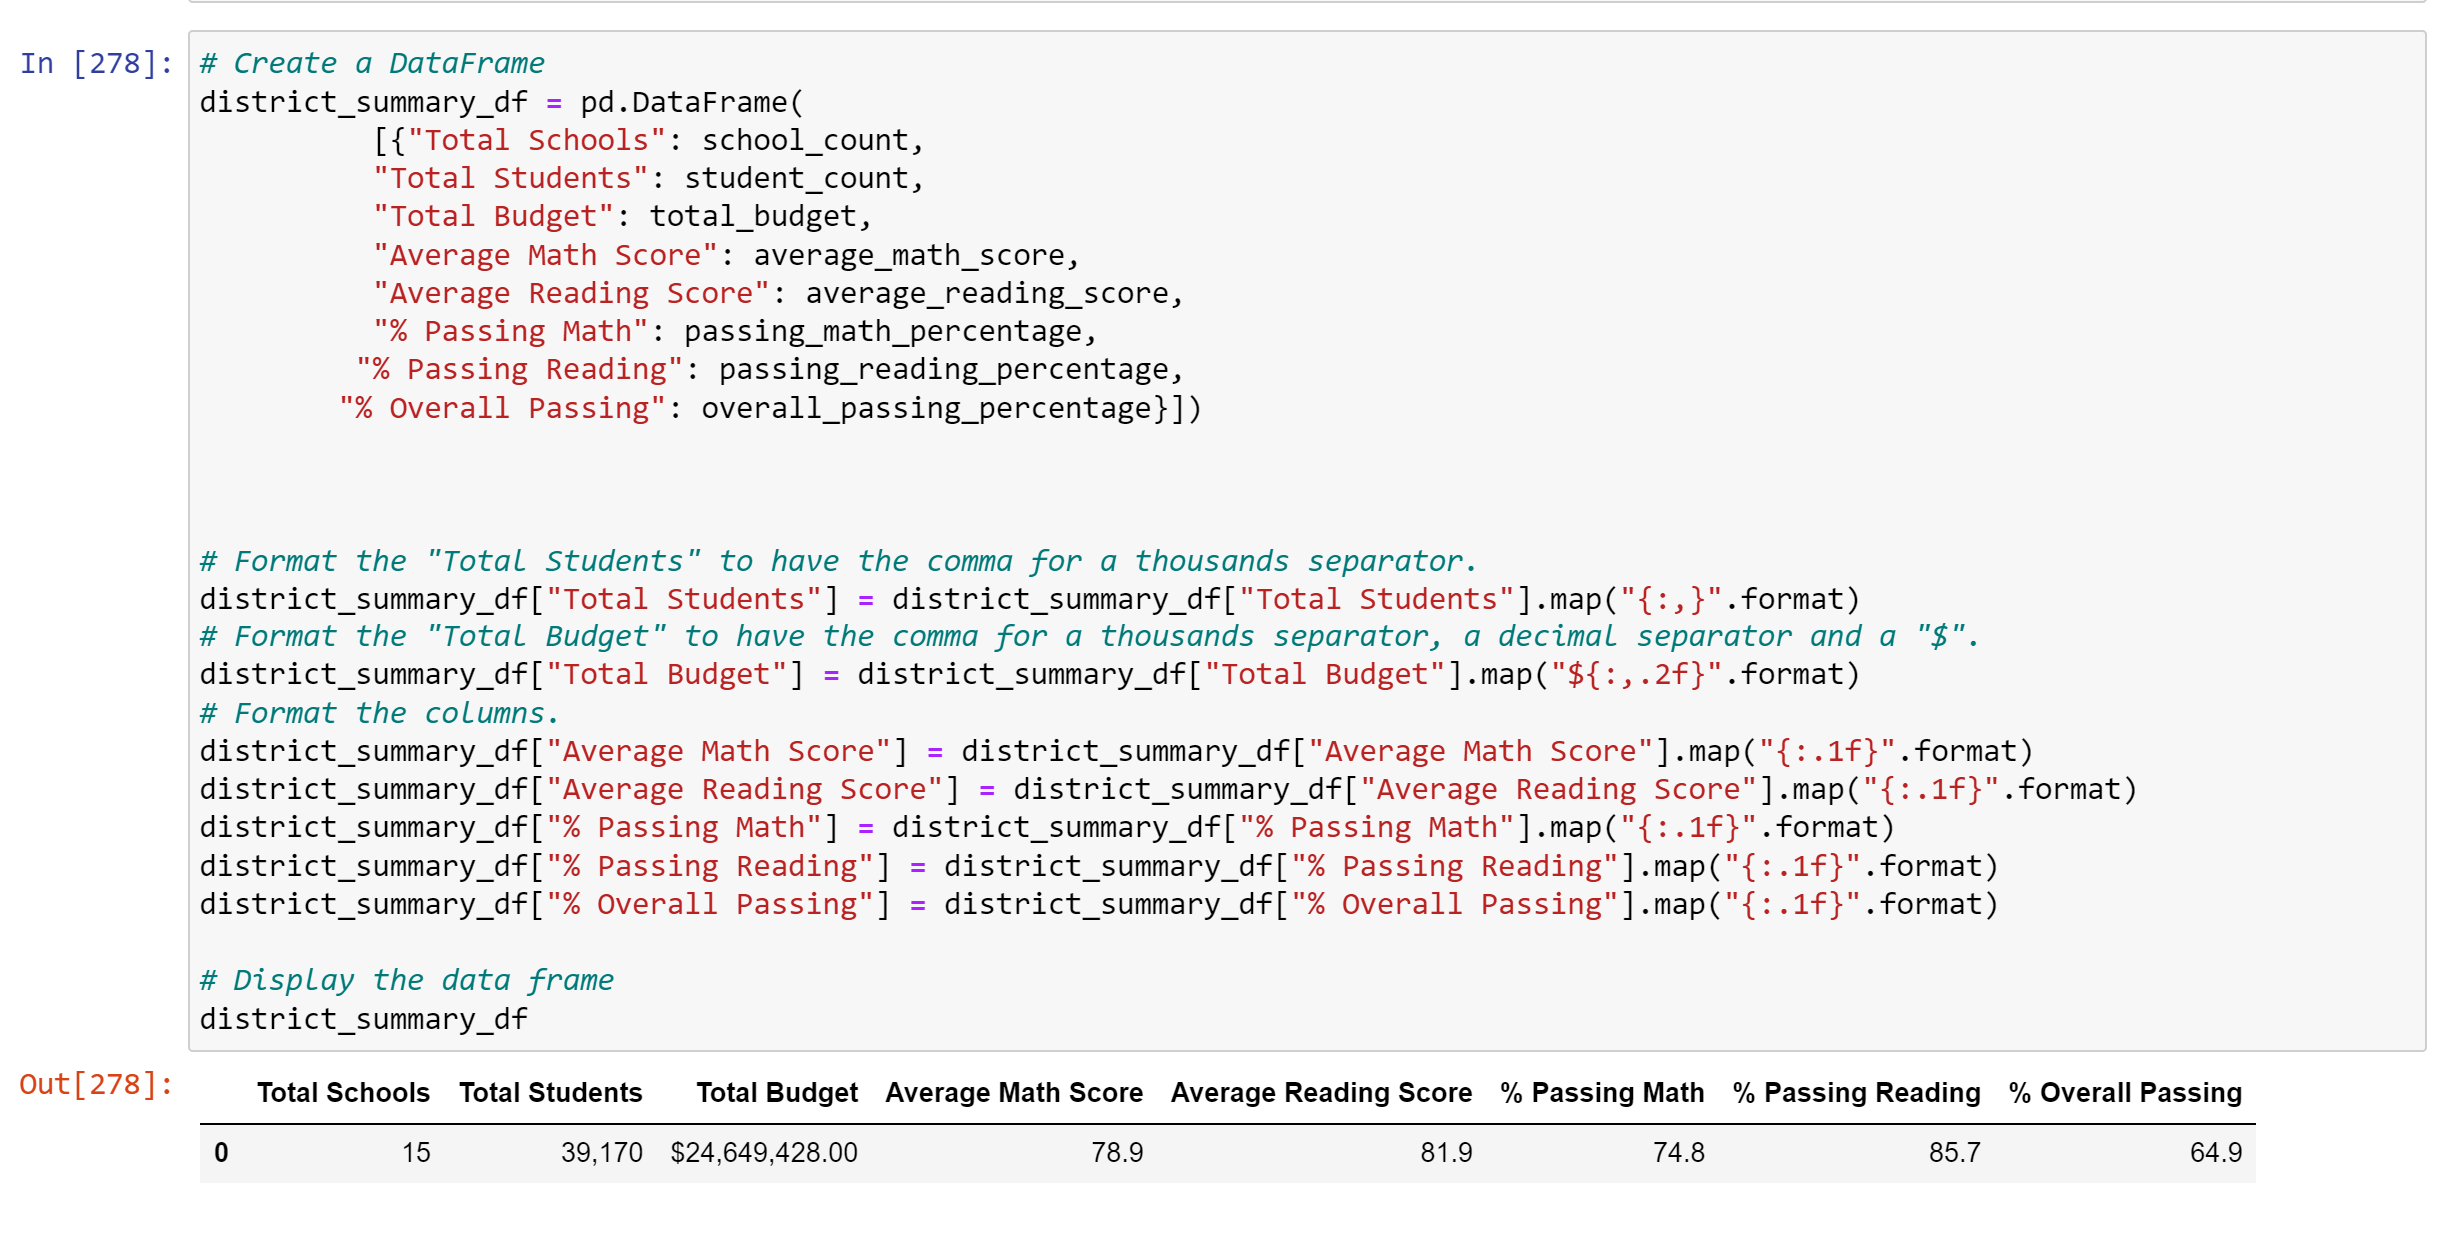 In [278]:
# Create a DataFrame
district_summary_df = pd.DataFrame(
          [{"Total Schools": school_count,
          "Total Students": student_count,
          "Total Budget": total_budget,
          "Average Math Score": average_math_score,
          "Average Reading Score": average_reading_score,
          "% Passing Math": passing_math_percentage,
         "% Passing Reading": passing_reading_percentage,
        "% Overall Passing": overall_passing_percentage}])
# Format the "Total Students" to have the comma for a thousands separator.
district_summary_df["Total Students"] = district_summary_df["Total Students"].map("{:,}".format)
# Format the "Total Budget" to have the comma for a thousands separator, a decimal separator and a "$".
district_summary_df["Total Budget"] = district_summary_df["Total Budget"].map("${:,.2f}".format)
# Format the columns.
district_summary_df["Average Math Score"] = district_summary_df["Average Math Score"].map("{:.1f}".format)
district_summary_df["Average Reading Score"] = district_summary_df["Average Reading Score"].map("{:.1f}".format)
district_summary_df["% Passing Math"] = district_summary_df["% Passing Math"].map("{:.1f}".format)
district_summary_df["% Passing Reading"] = district_summary_df["% Passing Reading"].map("{:.1f}".format)
district_summary_df["% Overall Passing"] = district_summary_df["% Overall Passing"].map("{:.1f}".format)
# Display the data frame
district_summary_df
Out[278]:
Total Schools Total Students Total Budget Average Math Score Average Reading Score % Passing Math % Passing Reading % Overall Passing
0 15 39,170 $24,649,428.00 78.9 81.9 74.8 85.7 64.9